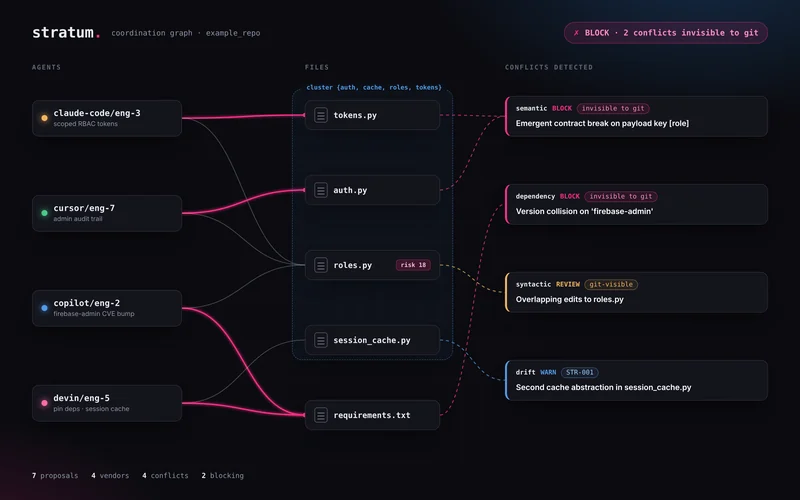 stratum. coordination graph · example_repo
✗ BLOCK · 2 conflicts invisible to git
AGENTS
FILES
CONFLICTS DETECTED
claude-code/eng-3
scoped RBAC tokens
cursor/eng-7
admin audit trail
copilot/eng-2
firebase-admin CVE bump
devin/eng-5
pin deps · session cache
cluster {auth, cache, roles, tokens}
tokens.py
auth.py
roles.py risk 18
session_cache.py
requirements.txt
semantic BLOCK invisible to git
Emergent contract break on payload key [role]
dependency BLOCK invisible to git
Version collision on 'firebase-admin'
syntactic REVIEW git-visible
Overlapping edits to roles.py
drift WARN STR-001
Second cache abstraction in session_cache.py
7 proposals 4 vendors 4 conflicts 2 blocking